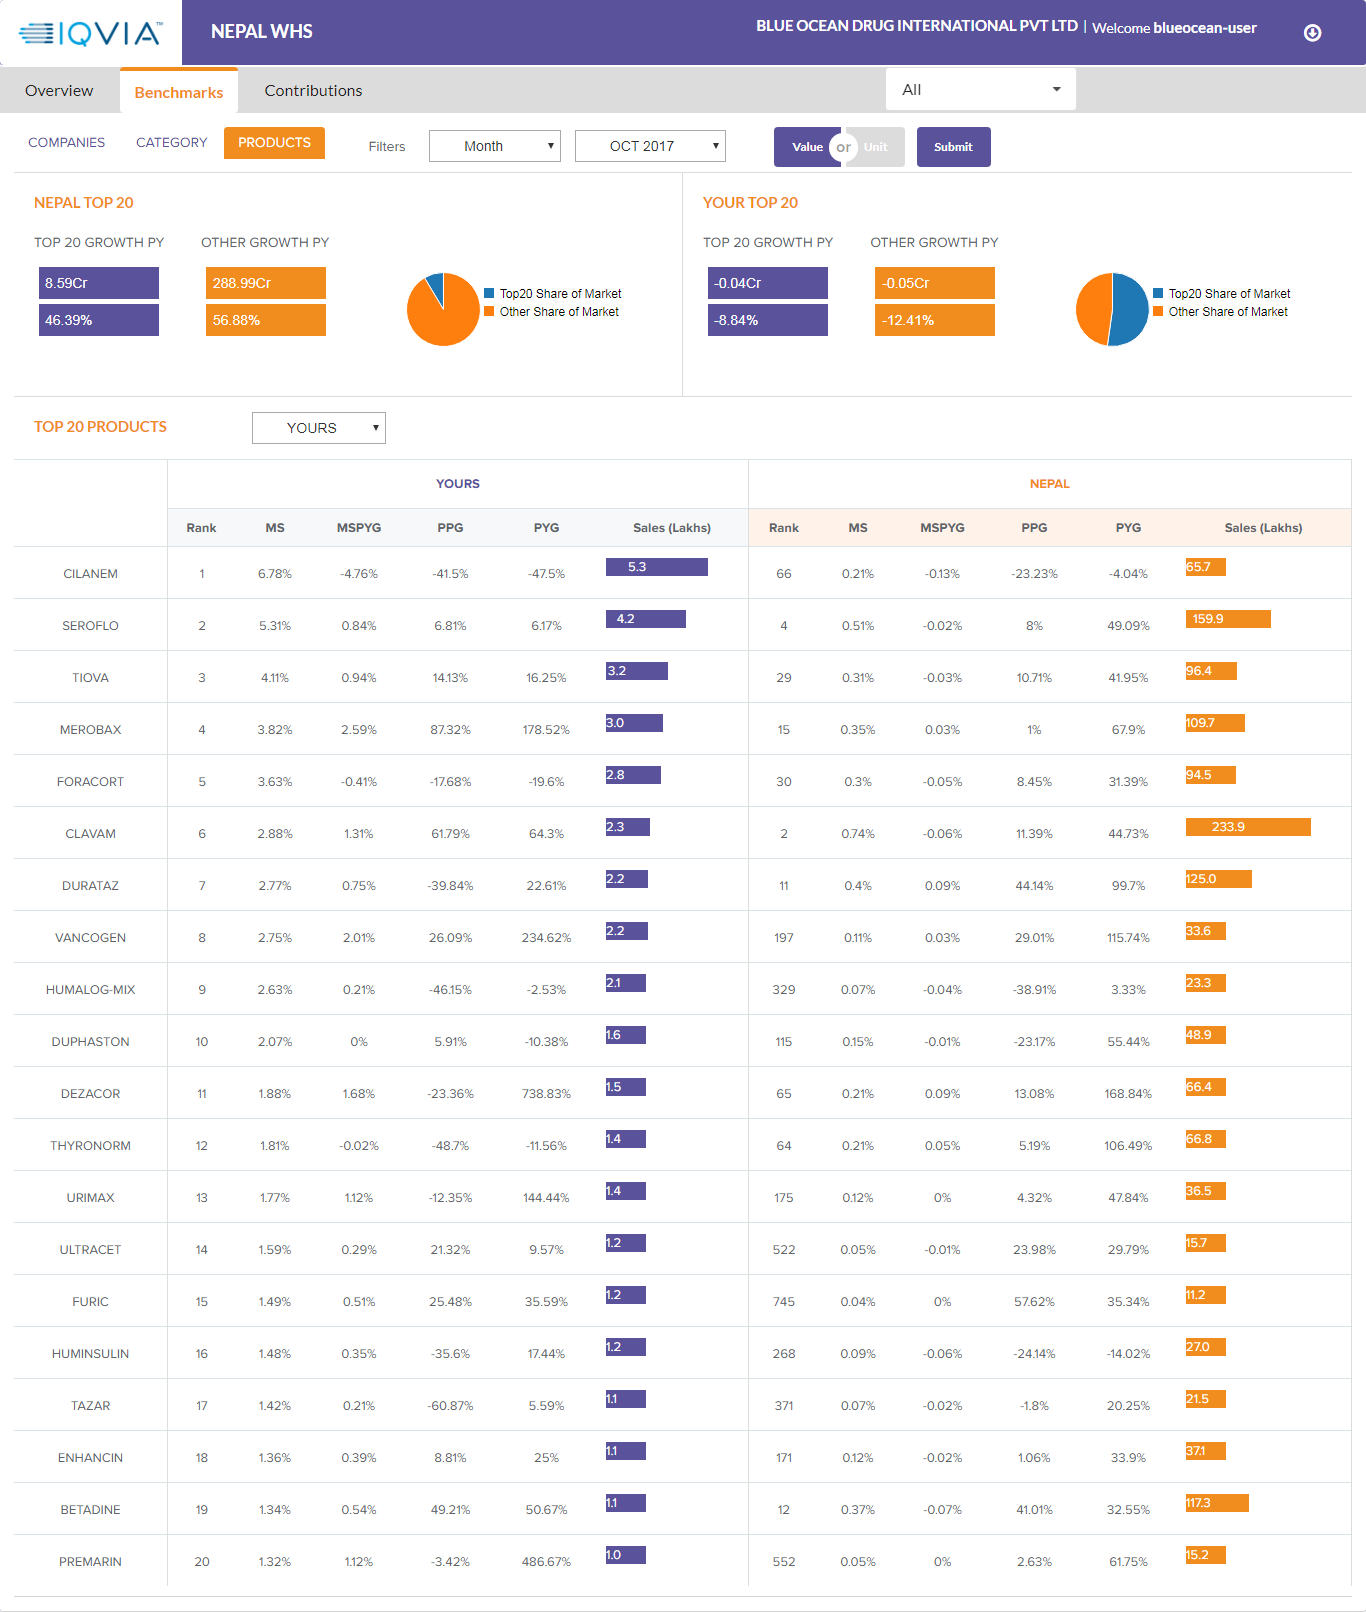 IQVIA™ NEPAL WHS BLUE OCEAN DRUG INTERNATIONAL PVT LTD | Welcome blueocean-user
Overview Benchmarks Contributions All
COMPANIES CATEGORY PRODUCTS Filters Month OCT 2017 Value or Unit Submit
NEPAL TOP 20 YOUR TOP 20
TOP 20 GROWTH PY OTHER GROWTH PY TOP 20 GROWTH PY OTHER GROWTH PY
8.59Cr 288.99Cr Top20 Share of Market -0.04Cr -0.05Cr Top20 Share of Market
46.39% 56.88% Other Share of Market -8.84% -12.41% Other Share of Market
TOP 20 PRODUCTS YOURS
YOURS NEPAL
Rank MS MSPYG PPG PYG Sales (Lakhs) Rank MS MSPYG PPG PYG Sales (Lakhs)
CILANEM 1 6.78% -4.76% -41.5% -47.5% 5.3 66 0.21% -0.13% -23.23% -4.04% 65.7
SEROFLO 2 5.31% 0.84% 6.81% 6.17% 4.2 4 0.51% -0.02% 8% 49.09% 159.9
TIOVA 3 4.11% 0.94% 14.13% 16.25% 3.2 29 0.31% -0.03% 10.71% 41.95% 96.4
MEROBAX 4 3.82% 2.59% 87.32% 178.52% 3.0 15 0.35% 0.03% 1% 67.9% 109.7
FORACORT 5 3.63% -0.41% -17.68% -19.6% 2.8 30 0.3% -0.05% 8.45% 31.39% 94.5
CLAVAM 6 2.88% 1.31% 61.79% 64.3% 2.3 2 0.74% -0.06% 11.39% 44.73% 233.9
DURATAZ 7 2.77% 0.75% -39.84% 22.61% 2.2 11 0.4% 0.09% 44.14% 99.7% 125.0
VANCOGEN 8 2.75% 2.01% 26.09% 234.62% 2.2 197 0.11% 0.03% 29.01% 115.74% 33.6
HUMALOG-MIX 9 2.63% 0.21% -46.15% -2.53% 2.1 329 0.07% -0.04% -38.91% 3.33% 23.3
DUPHASTON 10 2.07% 0% 5.91% -10.38% 1.6 115 0.15% -0.01% -23.17% 55.44% 48.9
DEZACOR 11 1.88% 1.68% -23.36% 738.83% 1.5 65 0.21% 0.09% 13.08% 168.84% 66.4
THYRONORM 12 1.81% -0.02% -48.7% -11.56% 1.4 64 0.21% 0.05% 5.19% 106.49% 66.8
URIMAX 13 1.77% 1.12% -12.35% 144.44% 1.4 175 0.12% 0% 4.32% 47.84% 36.5
ULTRACET 14 1.59% 0.29% 21.32% 9.57% 1.2 522 0.05% -0.01% 23.98% 29.79% 15.7
FURIC 15 1.49% 0.51% 25.48% 35.59% 1.2 745 0.04% 0% 57.62% 35.34% 11.2
HUMINSULIN 16 1.48% 0.35% -35.6% 17.44% 1.2 268 0.09% -0.06% -24.14% -14.02% 27.0
TAZAR 17 1.42% 0.21% -60.87% 5.59% 1.1 371 0.07% -0.02% -1.8% 20.25% 21.5
ENHANCIN 18 1.36% 0.39% 8.81% 25% 1.1 171 0.12% -0.02% 1.06% 33.9% 37.1
BETADINE 19 1.34% 0.54% 49.21% 50.67% 1.1 12 0.37% -0.07% 41.01% 32.55% 117.3
PREMARIN 20 1.32% 1.12% -3.42% 486.67% 1.0 552 0.05% 0% 2.63% 61.75% 15.2